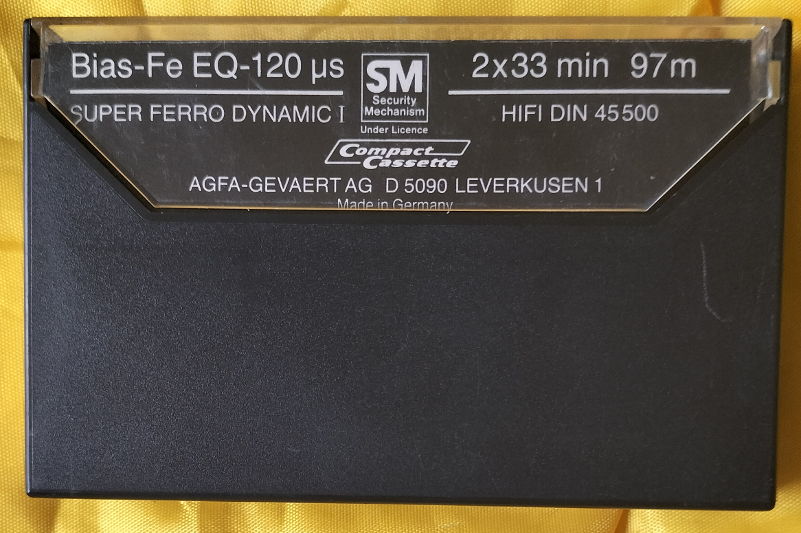 Bias-Fe EQ-120 µs
SUPER FERRO DYNAMIC I
SM
Security
Mechanism
Under Licence
2x33 min 97m
HIFI DIN 45500
Compact
Cassette
AGFA-GEVAERT AG D 5090 LEVERKUSEN 1
Made in Germany